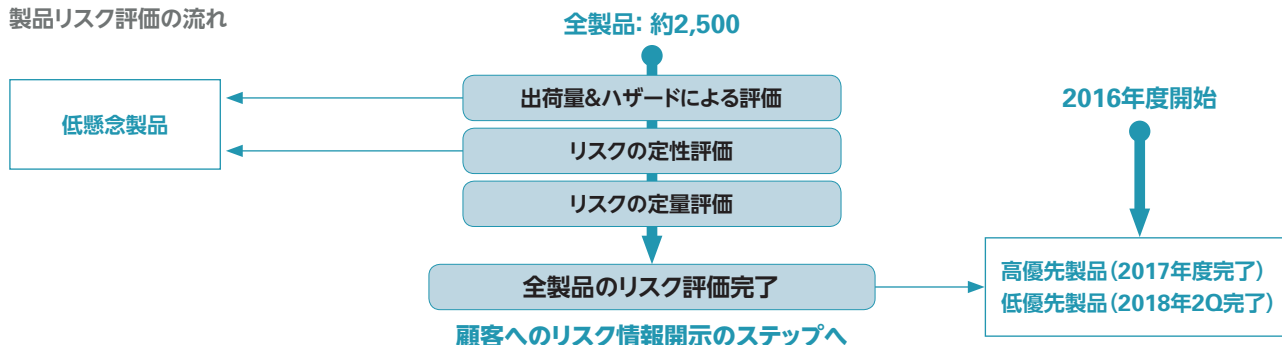 製品リスク評価の流れ
全製品: 約2,500
出荷量&ハザードによる評価
低懸念製品
リスクの定性評価
リスクの定量評価
全製品のリスク評価完了
顧客へのリスク情報開示のステップへ
2016年度開始
高優先製品(2017年度完了)
低優先製品(2018年2Q完了)